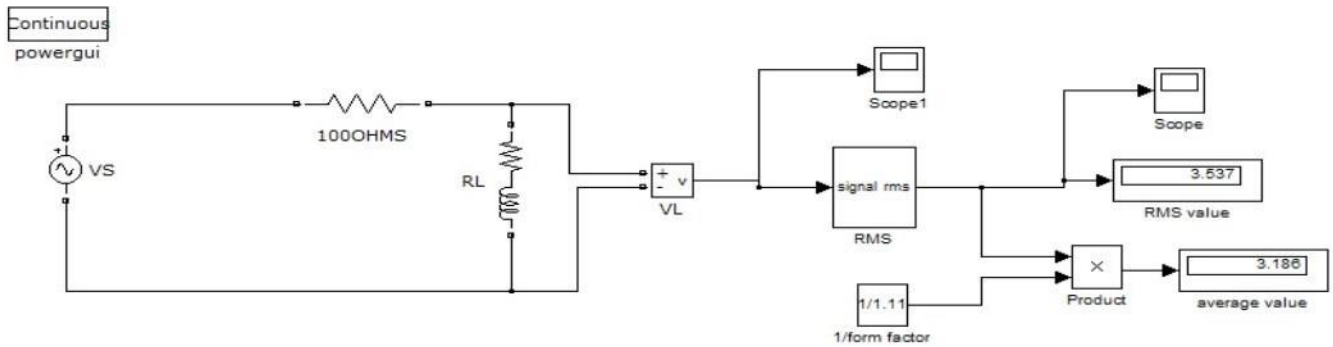 Continuous
powergui
VS
100OHMS
RL
+
-
v
VL
Scope1
signal rms
RMS
Scope
3.537
RMS value
1/1.11
1/form factor
×
Product
3.186
average value